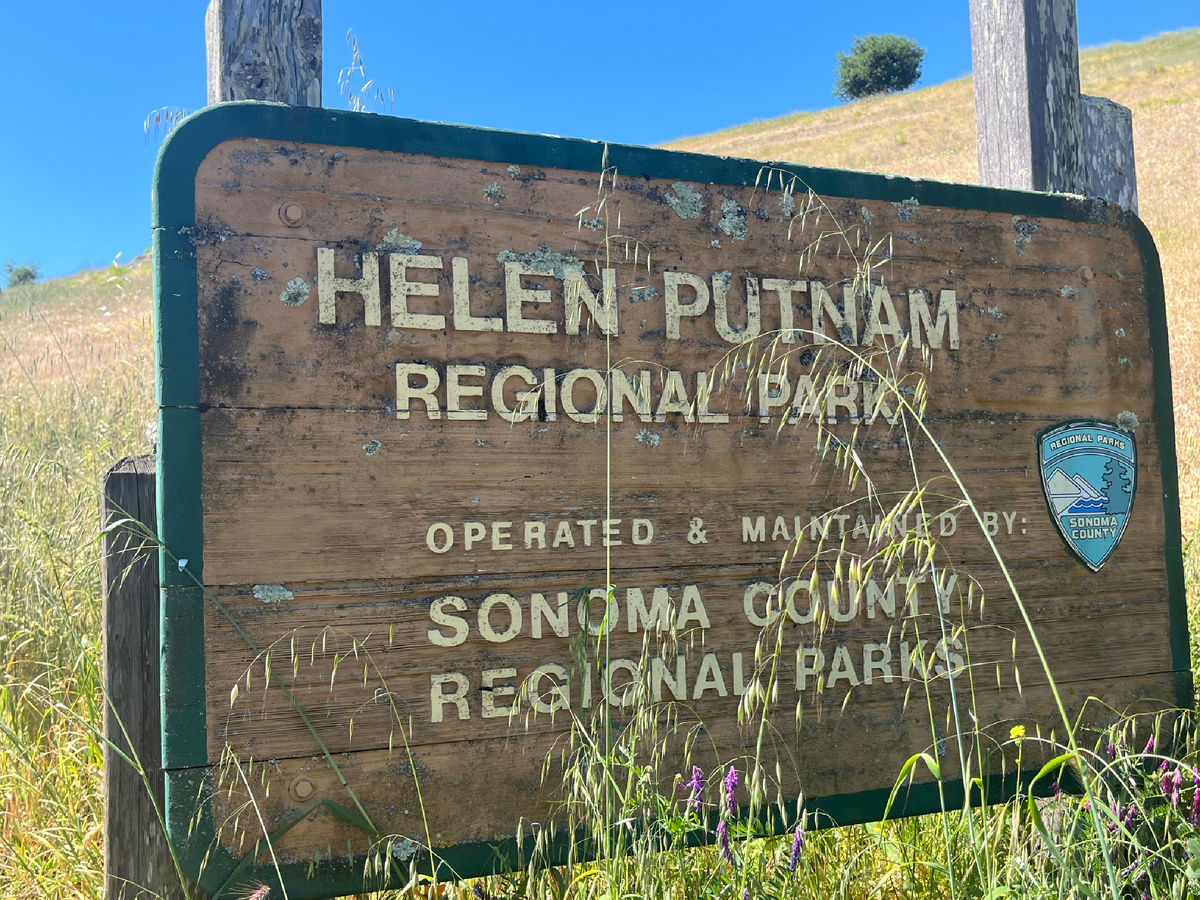 HELEN PUTNAM
REGIONAL PARK
OPERATED & MAINTAINED BY:
SONOMA COUNTY
REGIONAL PARKS
REGIONAL PARKS
SONOMA
COUNTY